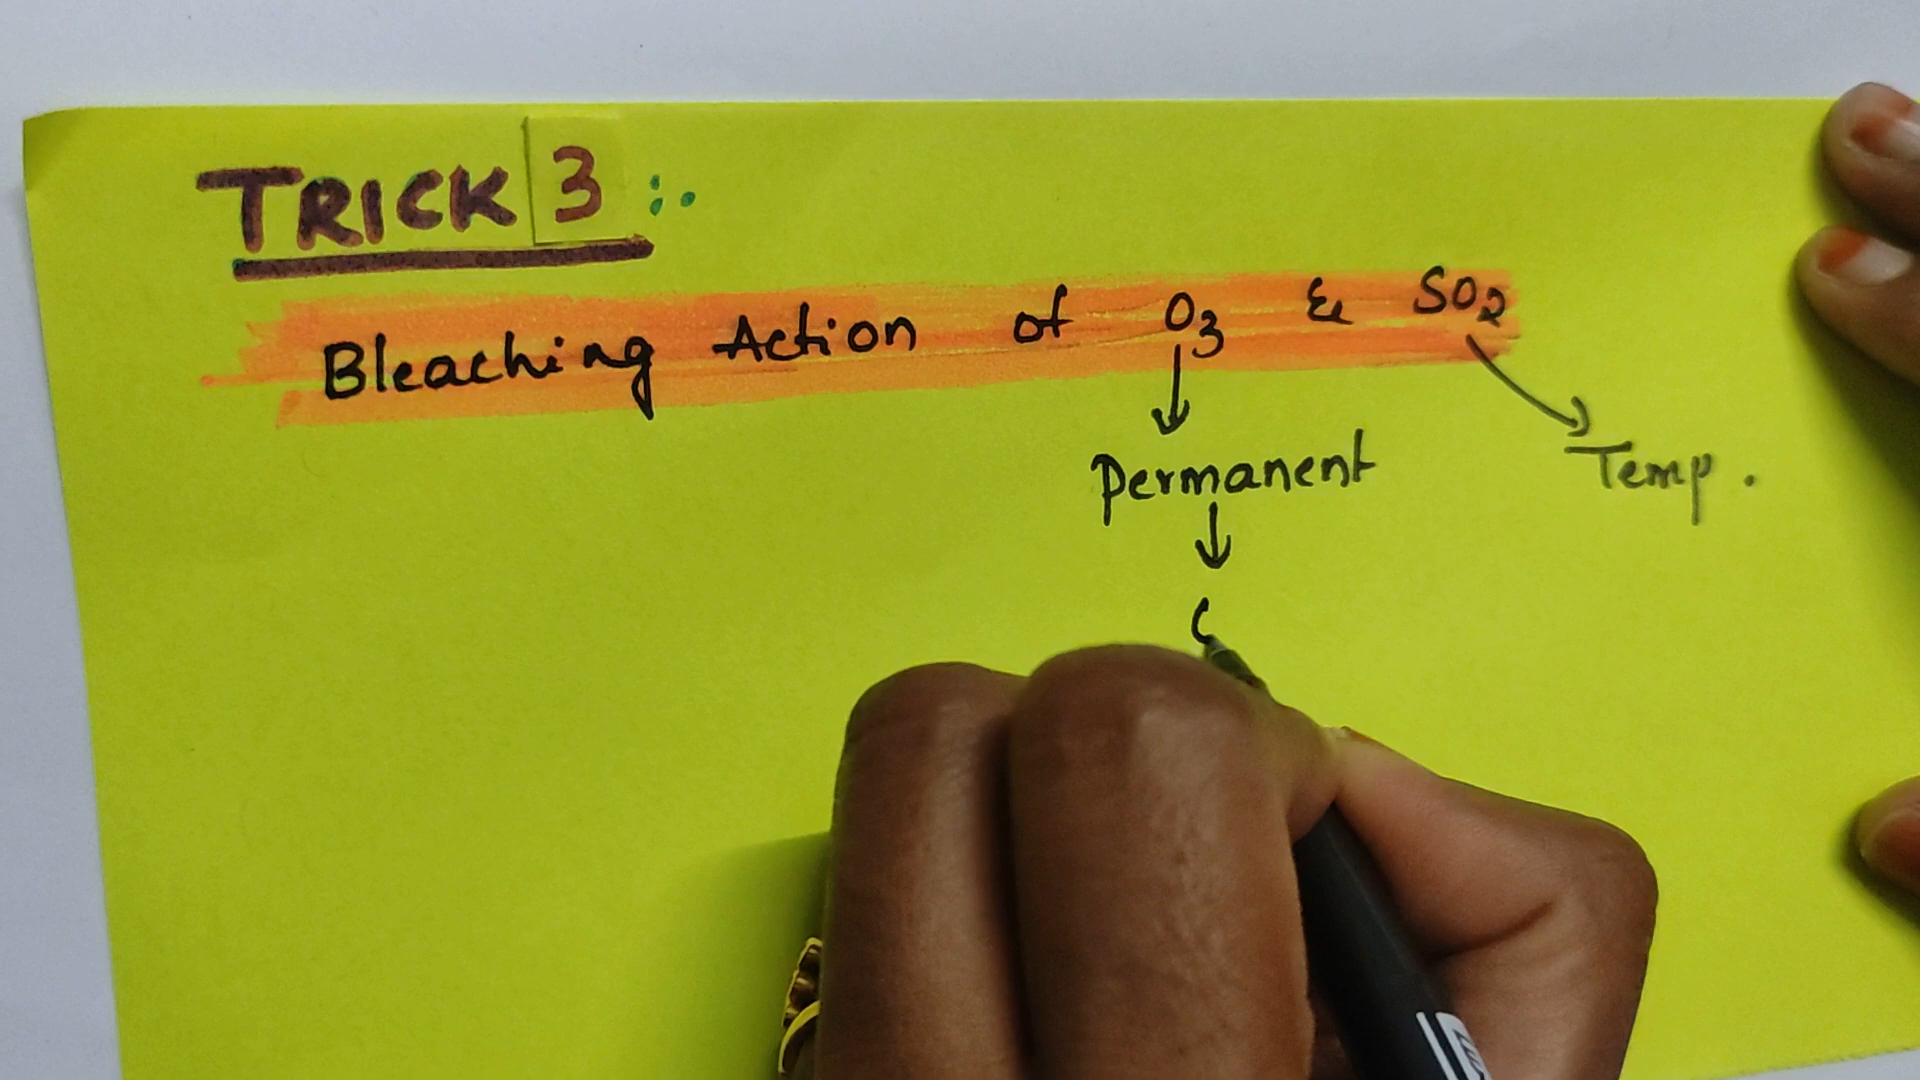 TRICK 3 :.
Bleaching Action of O3 & SO2
Permanent
Temp.